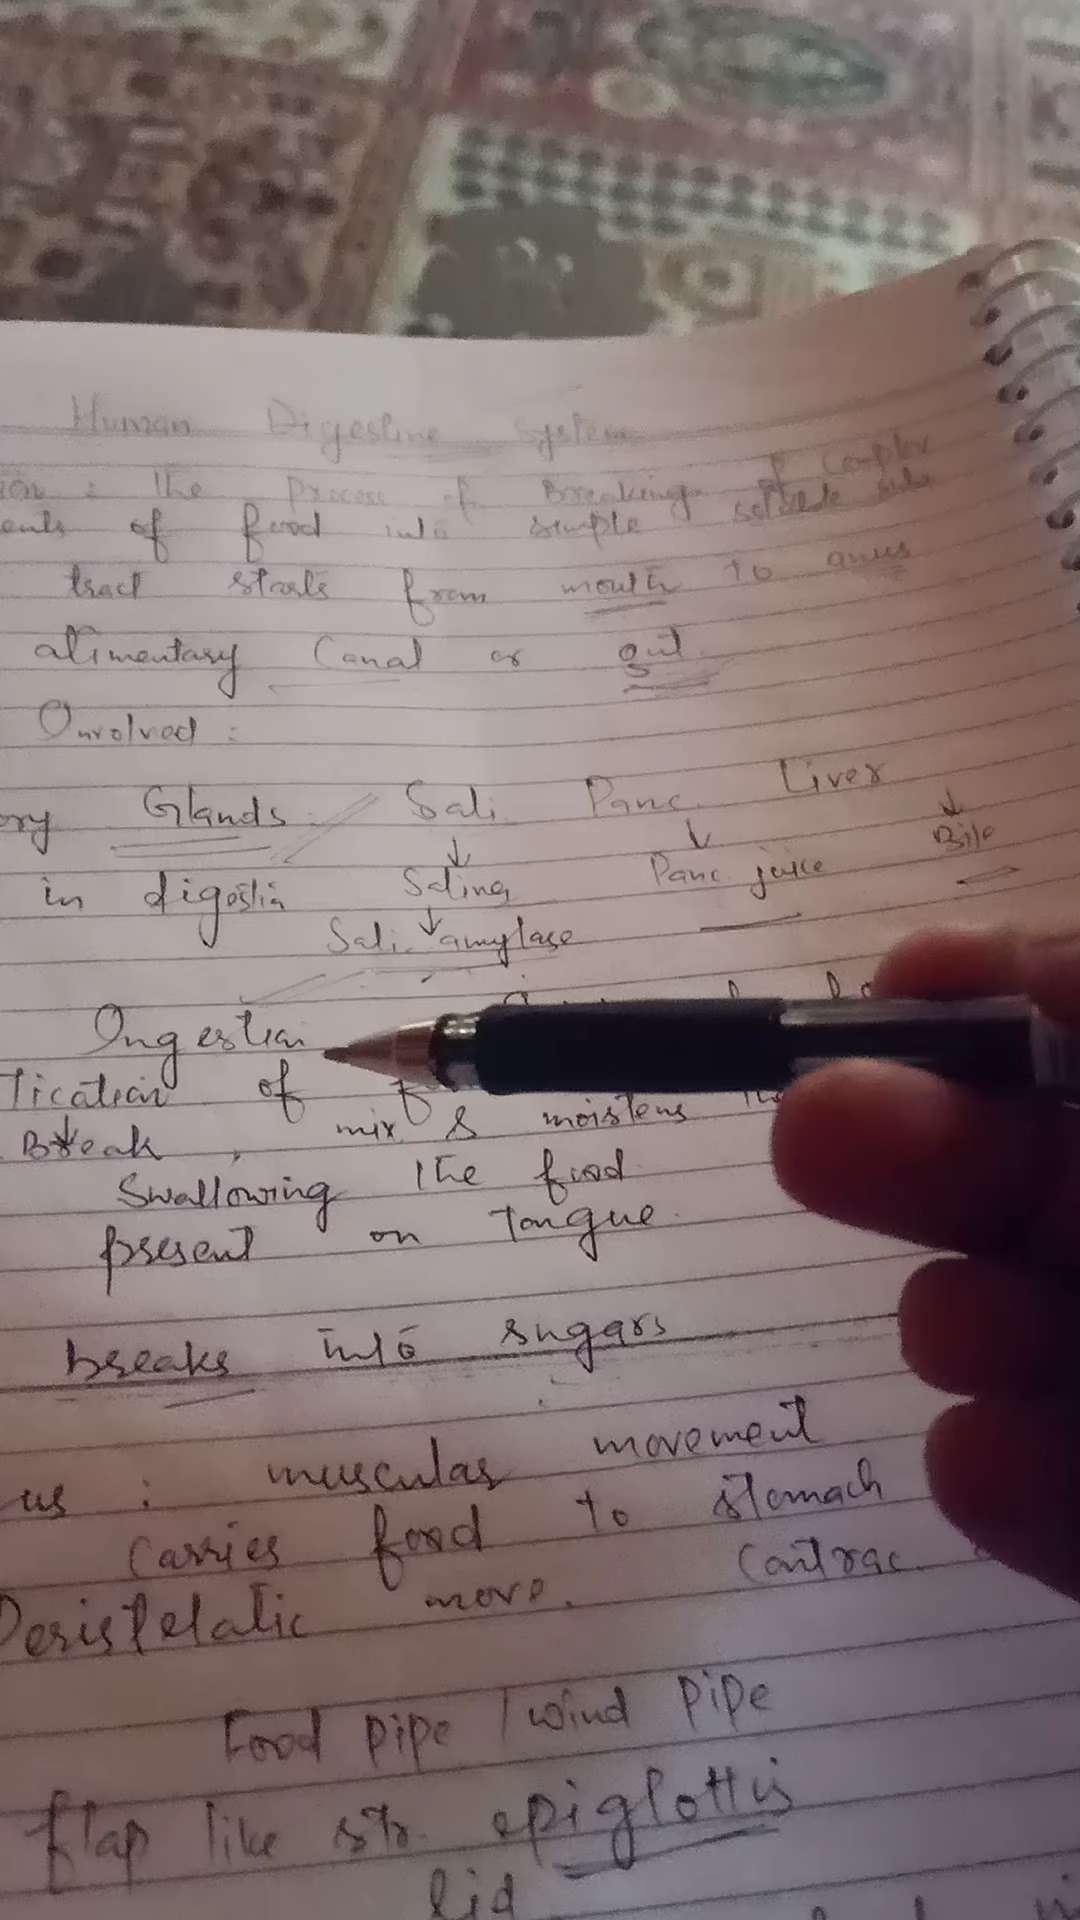 Human Digestive System
: The Process of Breaking of Complex
of food into simple soluble
tract starts from mouth to anus
alimentary Canal or gut
Involved :
Glands Sali. Panc. Liver
in digestin Saliva Panc. juice Bile
Sali. amylase
Ingestion
of
Break, mix & moistens
Swallowing the food
present on Tongue.
breaks into sugars
us : muscular movement
Carries food to stomach
Peristelatic move. Contrac.
Food pipe / wind pipe
flap like str. epiglottis
lid